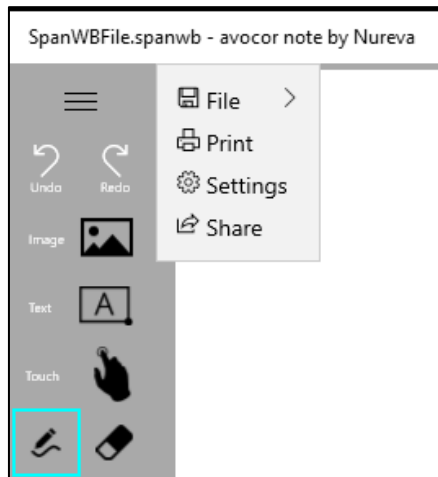 SpanWBFile.spanwb - avocor note by Nureva
File
Print
Settings
Share
Undo Redo
Image
Text A
Touch